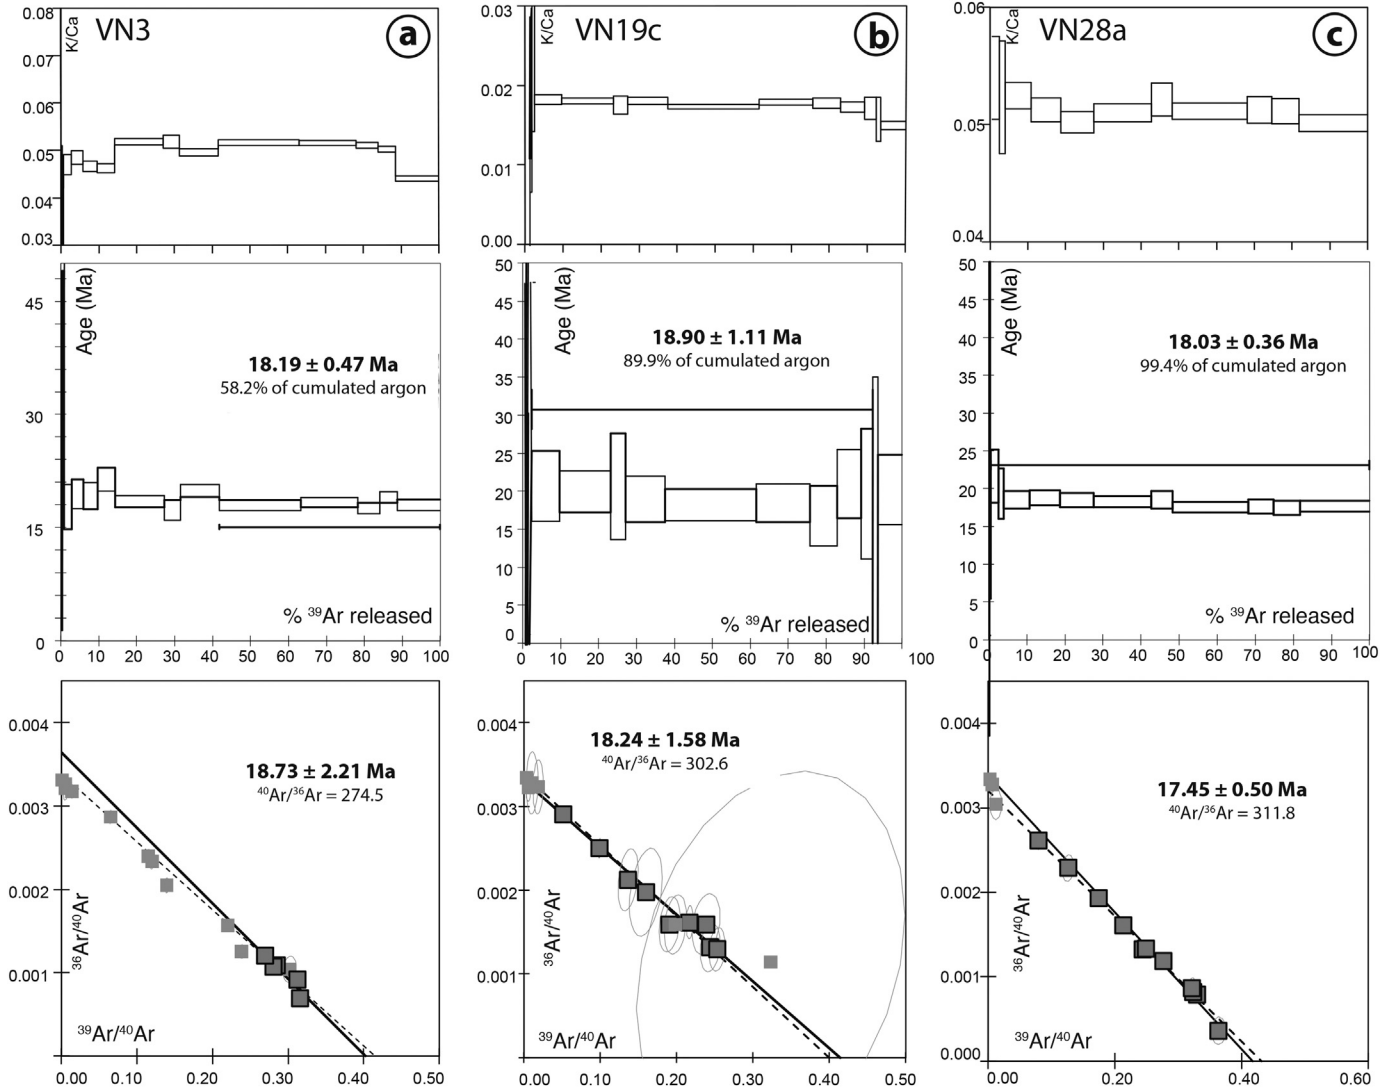 VN3
a
K/Ca
0.08
0.07
0.06
0.05
0.04
0.03
VN19c
b
K/Ca
0.03
0.02
0.01
0.00
VN28a
c
K/Ca
0.06
0.05
0.04
Age (Ma)
45
30
15
0
18.19 ± 0.47 Ma
58.2% of cumulated argon
% ³⁹Ar released
0 10 20 30 40 50 60 70 80 90 100
Age (Ma)
50
45
40
35
30
25
20
15
10
5
0
18.90 ± 1.11 Ma
89.9% of cumulated argon
% ³⁹Ar released
0 10 20 30 40 50 60 70 80 90 100
Age (Ma)
50
45
40
35
30
25
20
15
10
5
18.03 ± 0.36 Ma
99.4% of cumulated argon
% ³⁹Ar released
0 10 20 30 40 50 60 70 80 90 100
0.004
0.003
0.002
0.001
18.73 ± 2.21 Ma
⁴⁰Ar/³⁶Ar = 274.5
³⁶Ar/⁴⁰Ar
³⁹Ar/⁴⁰Ar
0.00 0.10 0.20 0.30 0.40 0.50
0.004
0.003
0.002
0.001
18.24 ± 1.58 Ma
⁴⁰Ar/³⁶Ar = 302.6
³⁶Ar/⁴⁰Ar
³⁹Ar/⁴⁰Ar
0.00 0.10 0.20 0.30 0.40 0.50
0.004
0.003
0.002
0.001
0.000
17.45 ± 0.50 Ma
⁴⁰Ar/³⁶Ar = 311.8
³⁶Ar/⁴⁰Ar
³⁹Ar/⁴⁰Ar
0.00 0.20 0.40 0.60